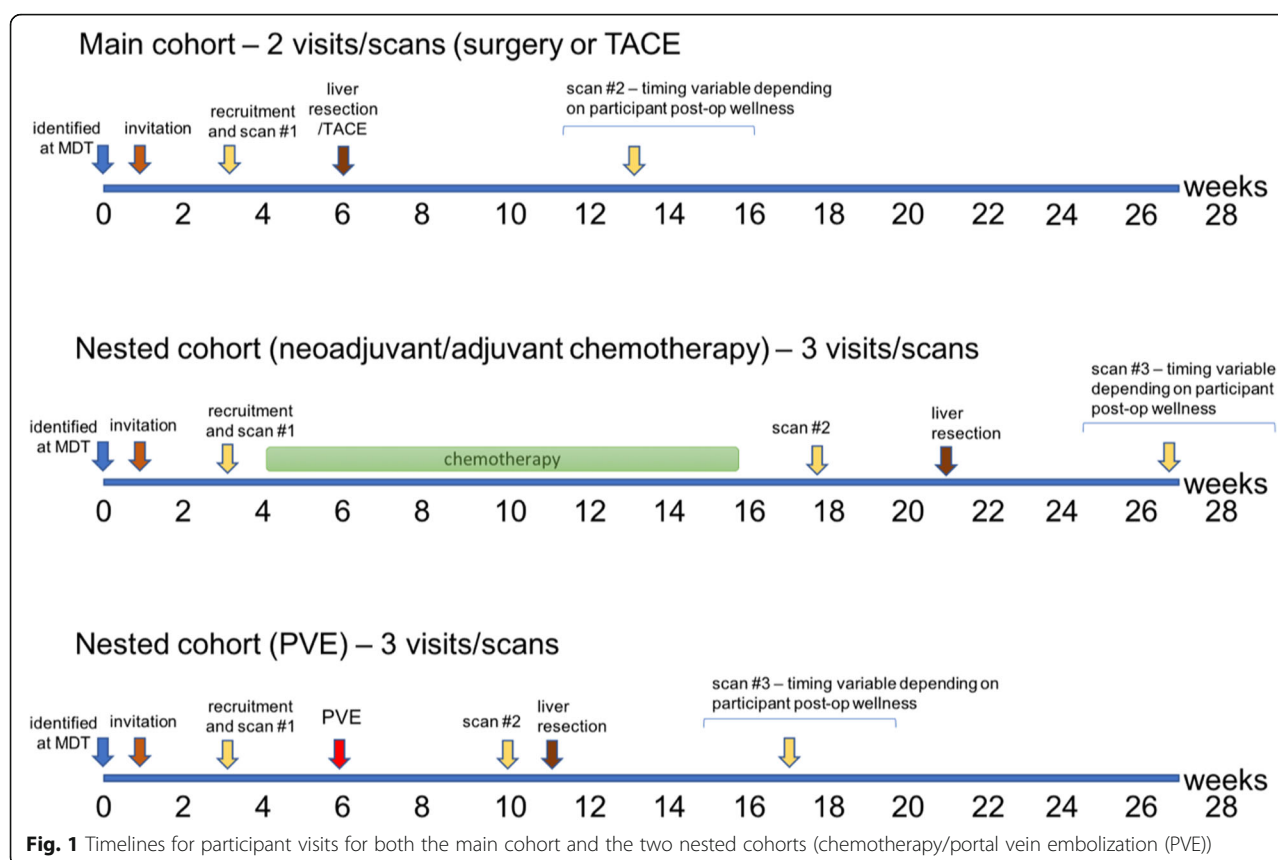 Main cohort – 2 visits/scans (surgery or TACE
identified
at MDT
invitation
recruitment
and scan #1
liver
resection
/TACE
scan #2 – timing variable depending
on participant post-op wellness
weeks
0 2 4 6 8 10 12 14 16 18 20 22 24 26 28
Nested cohort (neoadjuvant/adjuvant chemotherapy) – 3 visits/scans
identified
at MDT
invitation
recruitment
and scan #1
chemotherapy
scan #2
liver
resection
scan #3 – timing variable
depending on participant
post-op wellness
weeks
0 2 4 6 8 10 12 14 16 18 20 22 24 26 28
Nested cohort (PVE) – 3 visits/scans
identified
at MDT
invitation
recruitment
and scan #1
PVE
scan #2
liver
resection
scan #3 – timing variable depending on
participant post-op wellness
weeks
0 2 4 6 8 10 12 14 16 18 20 22 24 26 28
Fig. 1 Timelines for participant visits for both the main cohort and the two nested cohorts (chemotherapy/portal vein embolization (PVE))